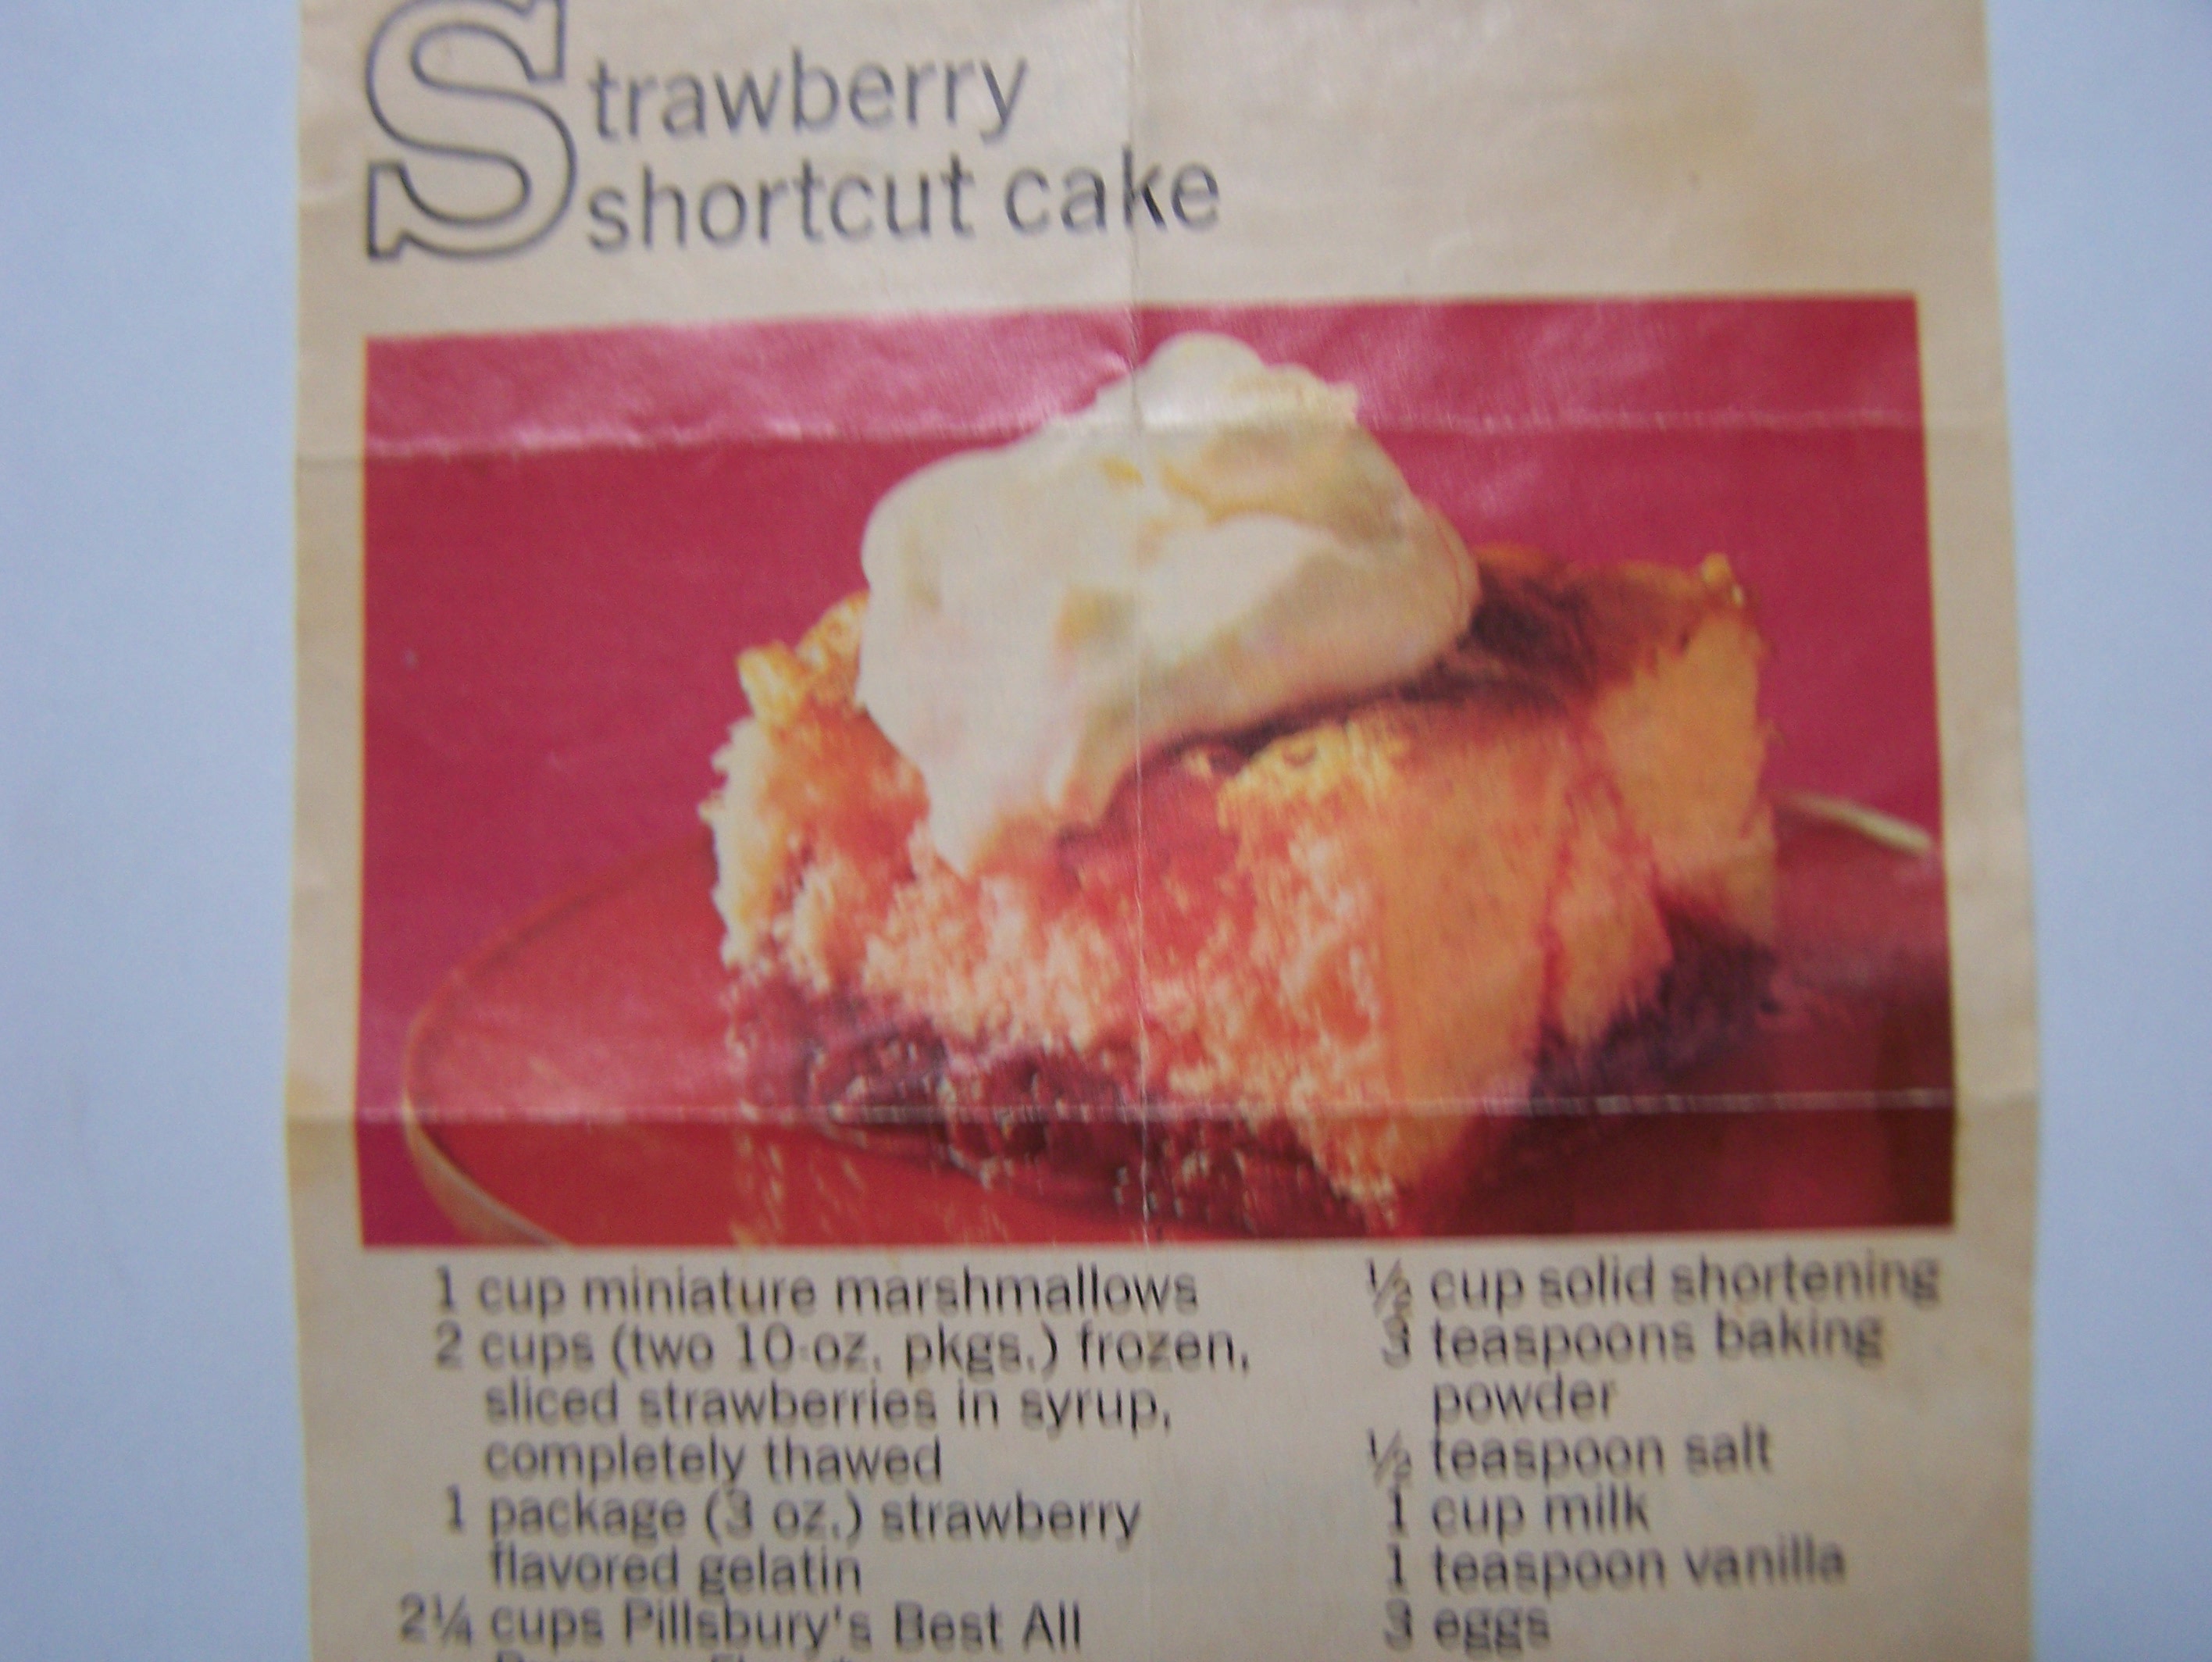 Strawberry
shortcut cake
1 cup miniature marshmallows
2 cups (two 10-oz. pkgs.) frozen,
sliced strawberries in syrup,
completely thawed
1 package (3 oz.) strawberry
flavored gelatin
2¼ cups Pillsbury's Best All
½ cup solid shortening
3 teaspoons baking
powder
½ teaspoon salt
1 cup milk
1 teaspoon vanilla
3 eggs